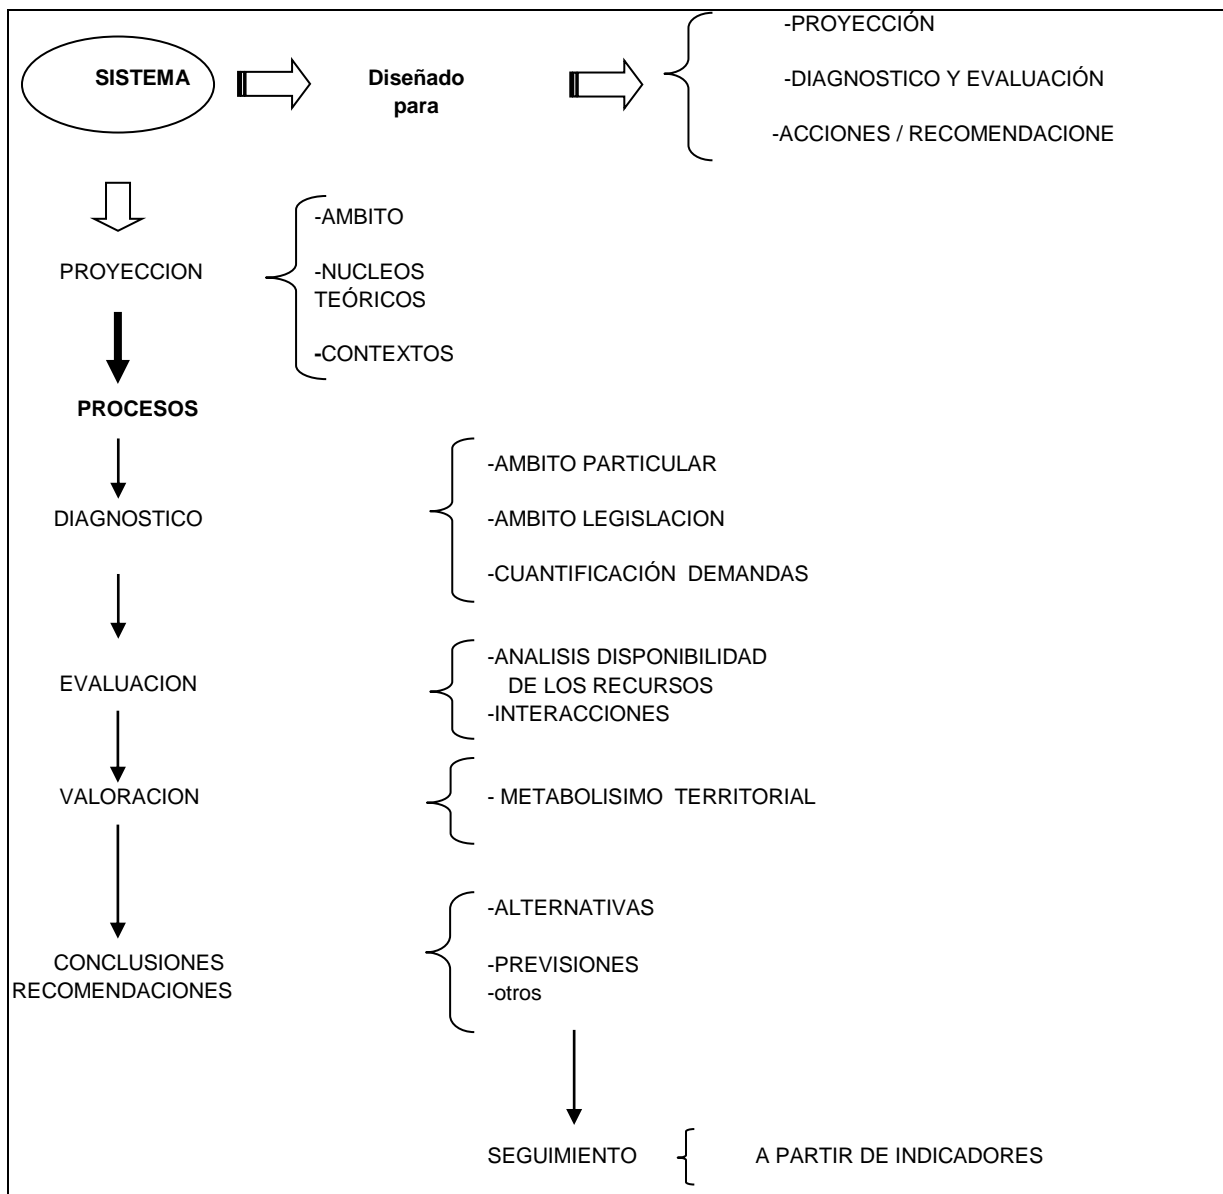 SISTEMA
Diseñado
para
-PROYECCIÓN
-DIAGNOSTICO Y EVALUACIÓN
-ACCIONES / RECOMENDACIONE
PROYECCION
-AMBITO
-NUCLEOS
TEÓRICOS
-CONTEXTOS
PROCESOS
DIAGNOSTICO
-AMBITO PARTICULAR
-AMBITO LEGISLACION
-CUANTIFICACIÓN  DEMANDAS
EVALUACION
-ANALISIS DISPONIBILIDAD
DE LOS RECURSOS
-INTERACCIONES
VALORACION
- METABOLISIMO  TERRITORIAL
CONCLUSIONES
RECOMENDACIONES
-ALTERNATIVAS
-PREVISIONES
-otros
SEGUIMIENTO
A PARTIR DE INDICADORES